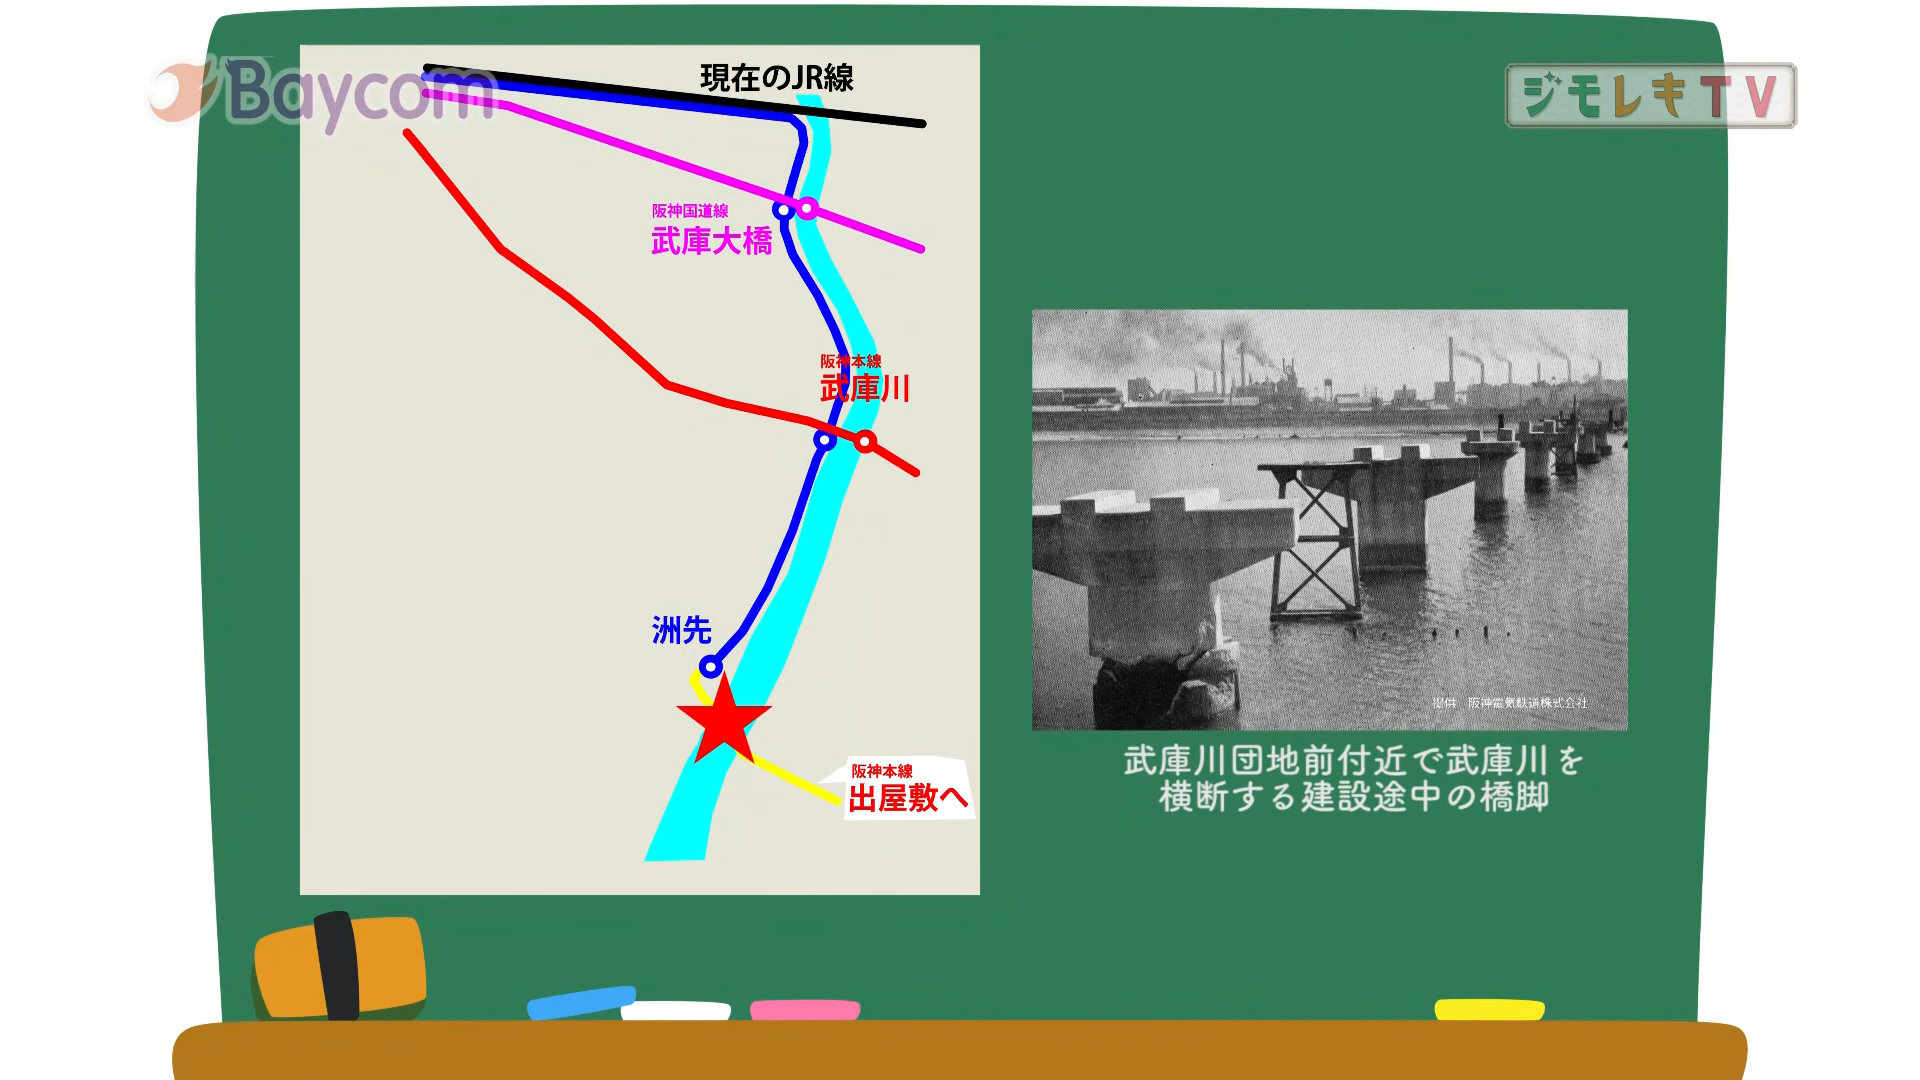 Baycom
ジモレキTV
現在のJR線
阪神国道線
武庫大橋
阪神本線
武庫川
洲先
阪神本線
出屋敷へ
提供 阪神電気鉄道株式会社
武庫川団地前付近で武庫川を
横断する建設途中の橋脚